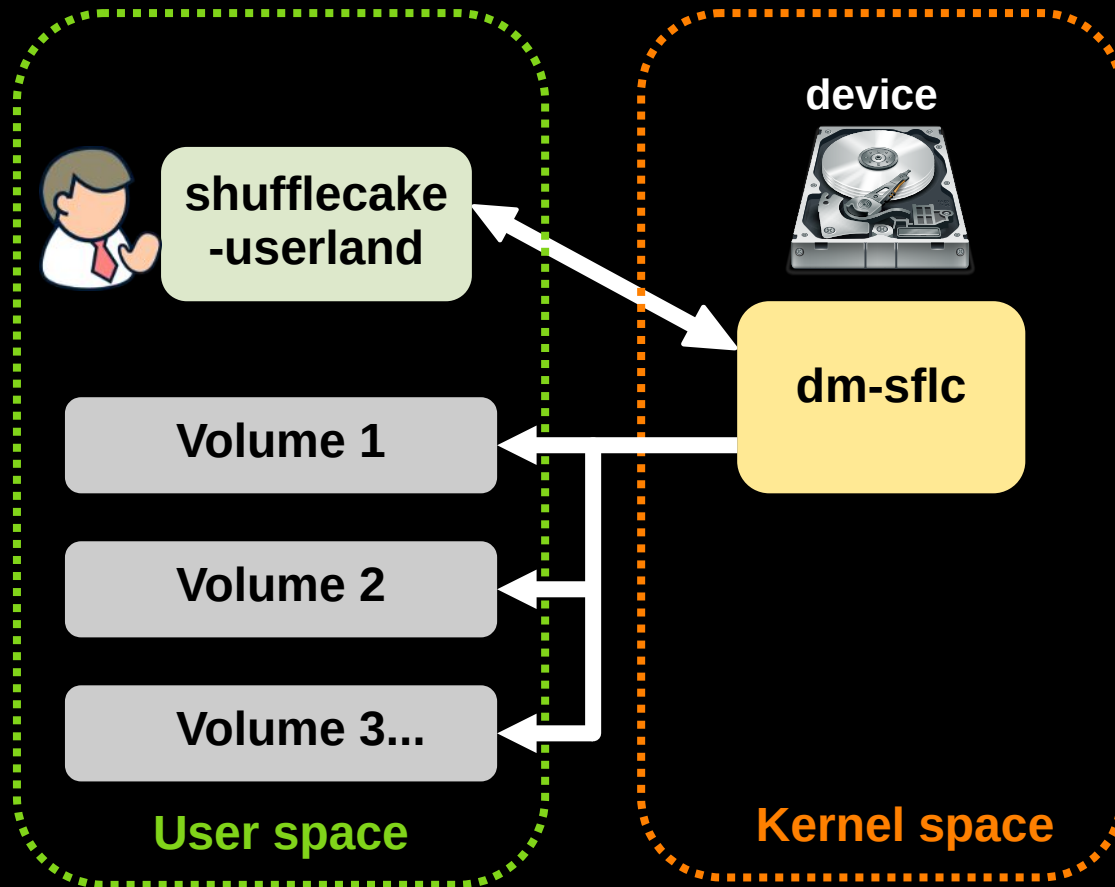 device
shufflecake
-userland
dm-sflc
Volume 1
Volume 2
Volume 3...
User space
Kernel space